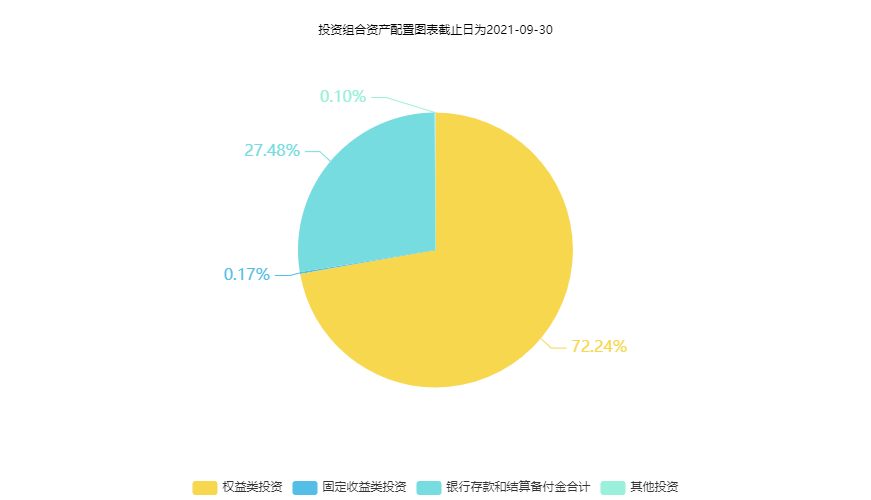 投资组合资产配置图表截止日为2021-09-30
0.10%
27.48%
0.17%
72.24%
权益类投资 固定收益类投资 银行存款和结算备付金合计 其他投资